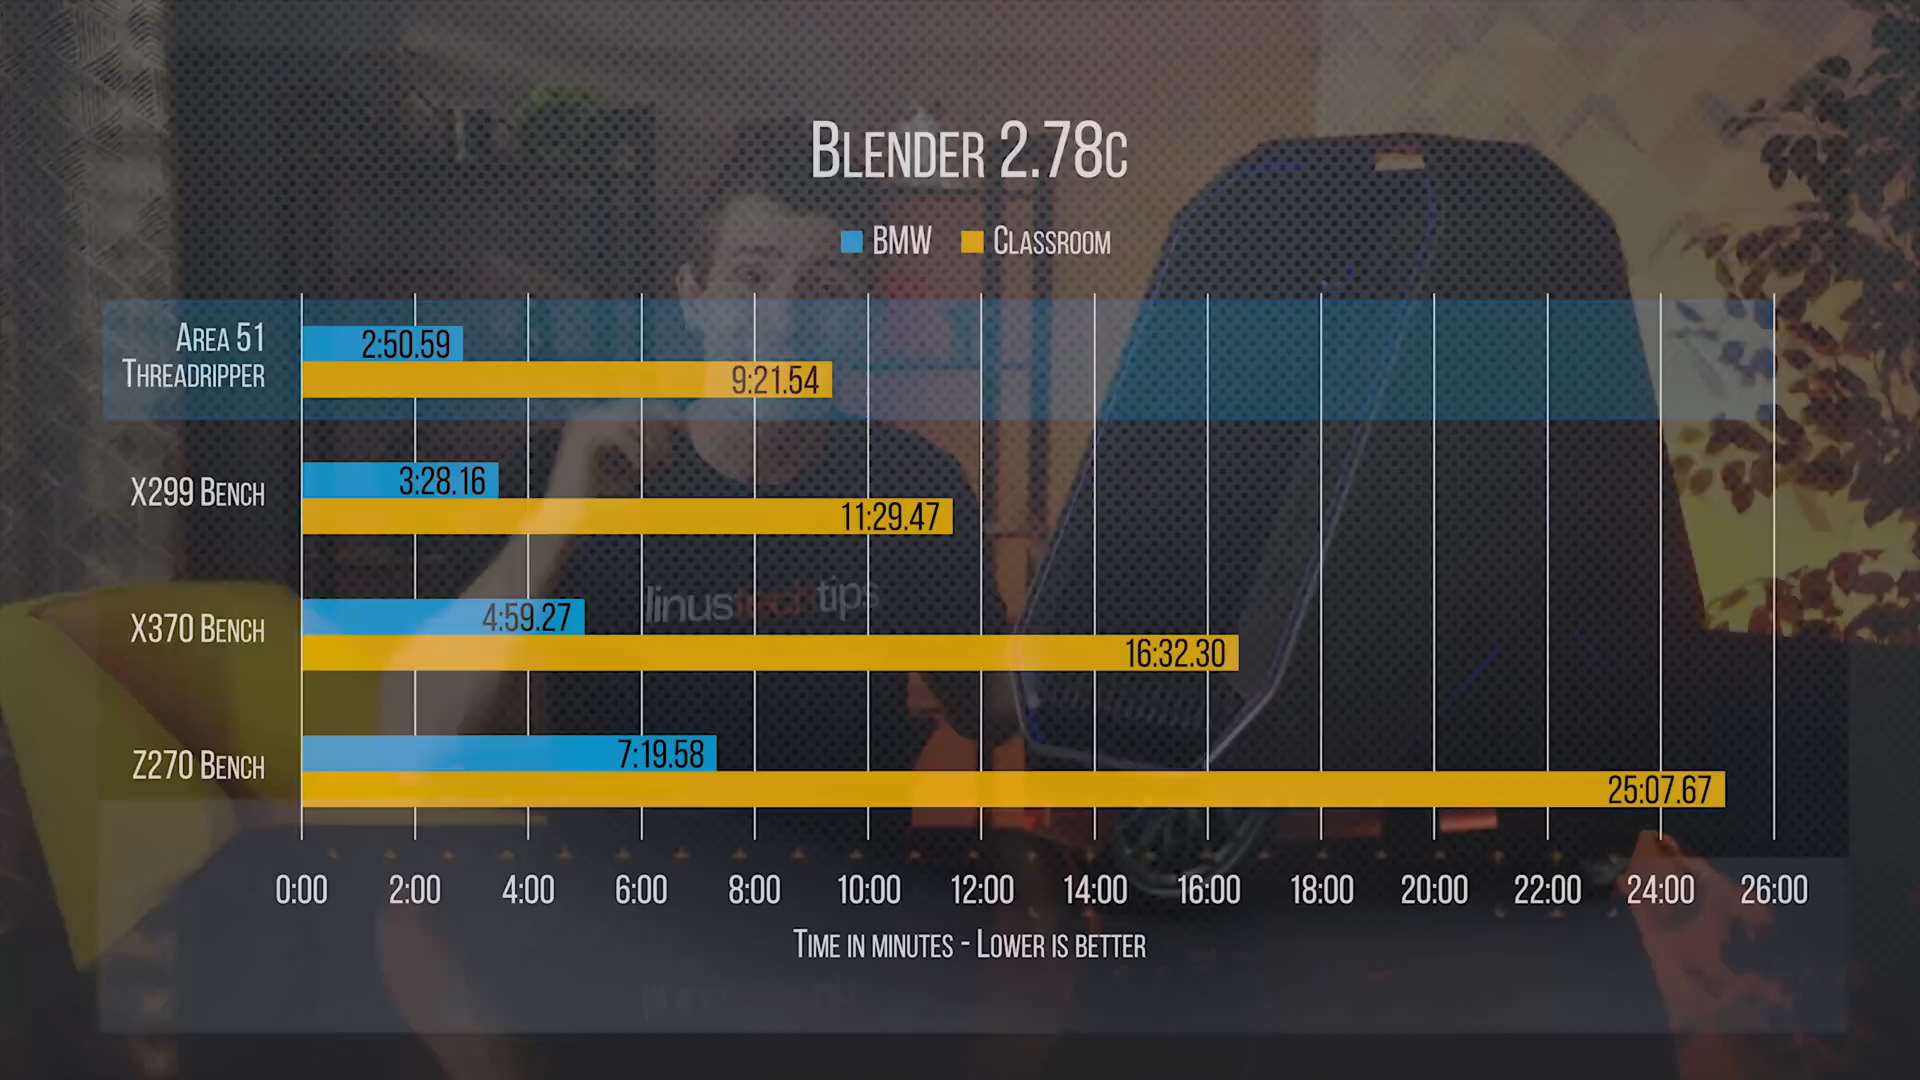 Blender 2.78c
BMW Classroom
Area 51
Threadripper
2:50.59
9:21.54
X299 Bench
3:28.16
11:29.47
X370 Bench
4:59.27
16:32.30
linustechtips
Z270 Bench
7:19.58
25:07.67
0:00 2:00 4:00 6:00 8:00 10:00 12:00 14:00 16:00 18:00 20:00 22:00 24:00 26:00
Time in minutes - Lower is better